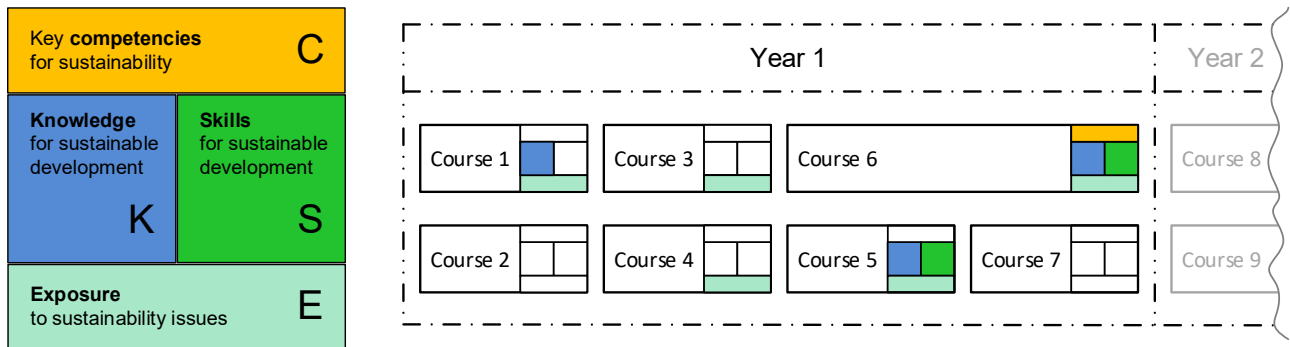 Key competencies
for sustainability
C
Knowledge
for sustainable
development
K
Skills
for sustainable
development
S
Exposure
to sustainability issues
E
Year 1
Year 2
Course 1
Course 3
Course 6
Course 8
Course 2
Course 4
Course 5
Course 7
Course 9